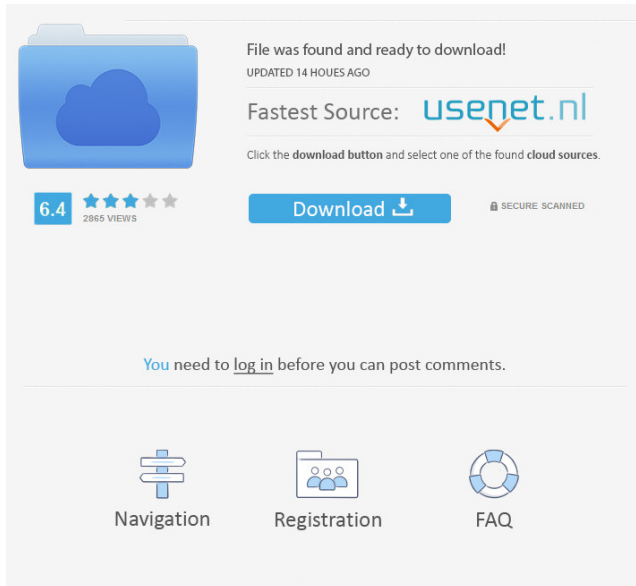 File was found and ready to download!
UPDATED 14 HOUES AGO
Fastest Source: usenet.nl
Click the download button and select one of the found cloud sources.
6.4
2865 VIEWS
Download
SECURE SCANNED
You need to log in before you can post comments.
Navigation
Registration
FAQ